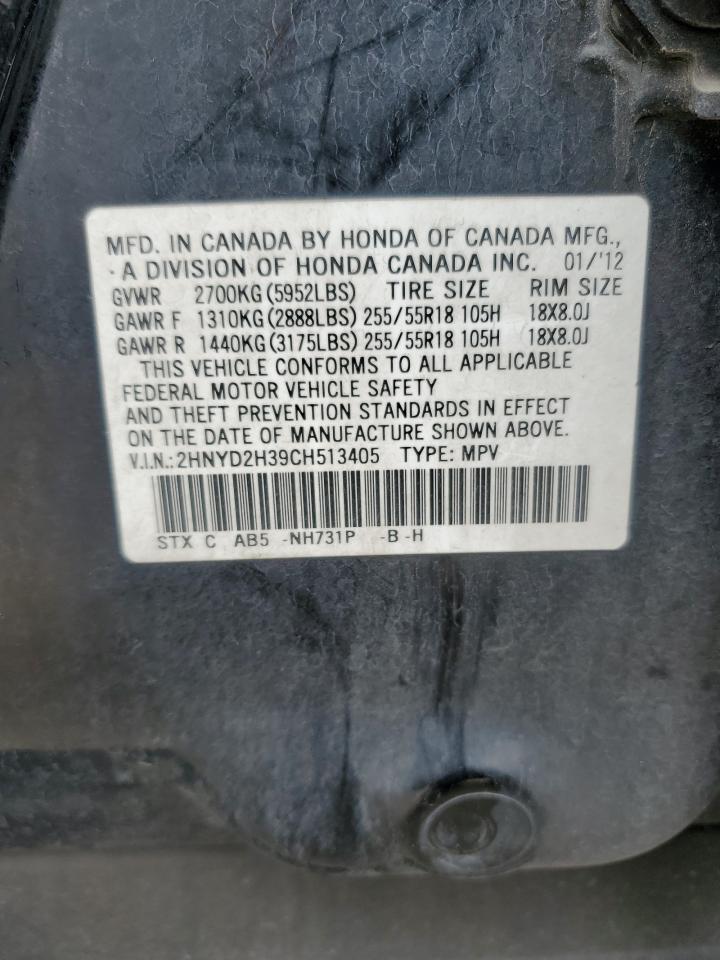 MFD. IN CANADA BY HONDA OF CANADA MFG.,
A DIVISION OF HONDA CANADA INC. 01/'12
GVWR 2700KG(5952LBS) TIRE SIZE RIM SIZE
GAWR F 1310KG(2888LBS) 255/55R18 105H 18X8.0J
GAWR R 1440KG(3175LBS) 255/55R18 105H 18X8.0J
THIS VEHICLE CONFORMS TO ALL APPLICABLE
FEDERAL MOTOR VEHICLE SAFETY
AND THEFT PREVENTION STANDARDS IN EFFECT
ON THE DATE OF MANUFACTURE SHOWN ABOVE.
V.I.N.:2HNYD2H39CH513405 TYPE: MPV
STX C AB5 -NH731P -B -H